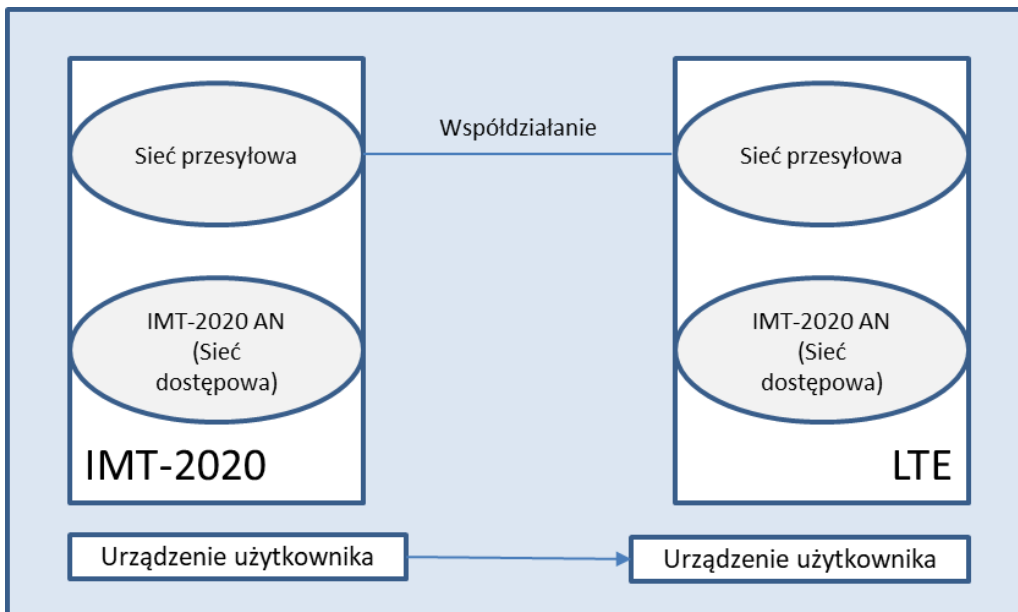 Współdziałanie
Sieć przesyłowa
Sieć przesyłowa
IMT-2020 AN
(Sieć
dostępowa)
IMT-2020 AN
(Sieć
dostępowa)
IMT-2020
LTE
Urządzenie użytkownika
Urządzenie użytkownika